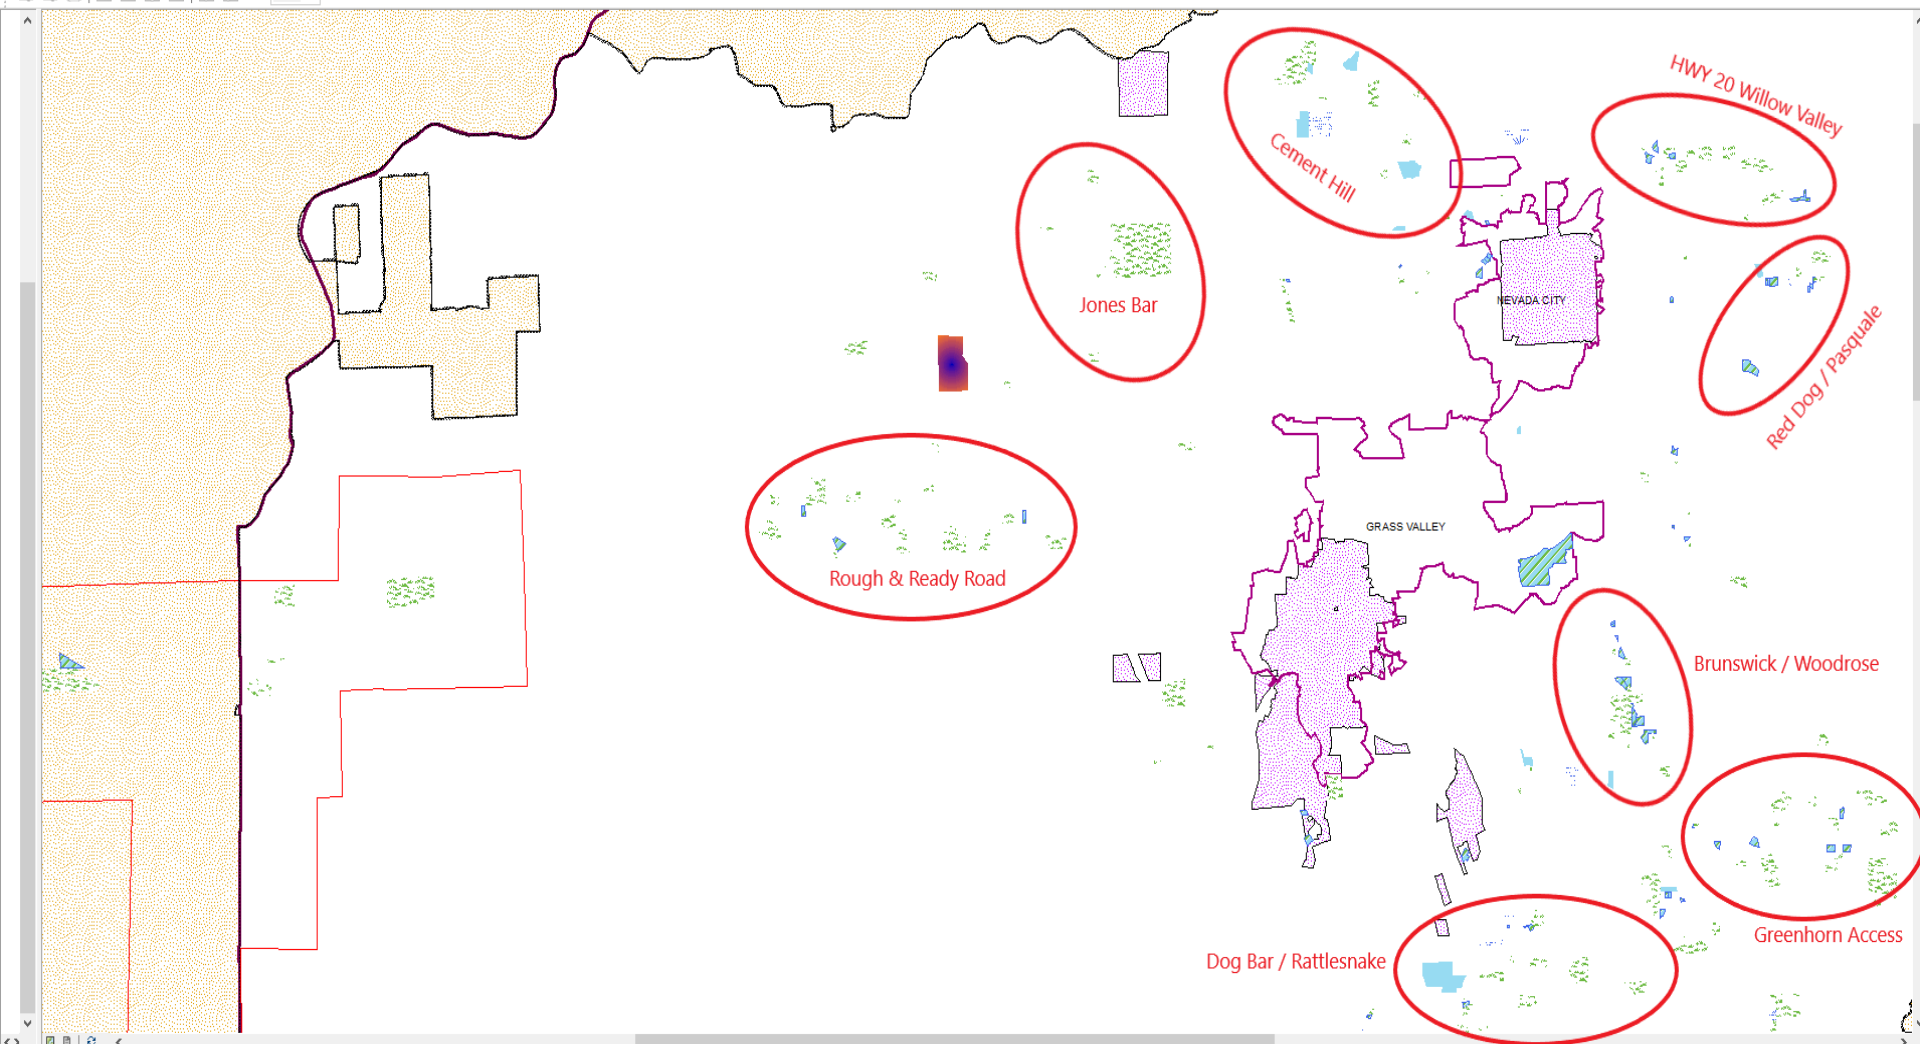 HWY 20 Willow Valley
Cement Hill
Jones Bar
NEVADA CITY
Red Dog / Pasquale
GRASS VALLEY
Rough & Ready Road
Brunswick / Woodrose
Greenhorn Access
Dog Bar / Rattlesnake